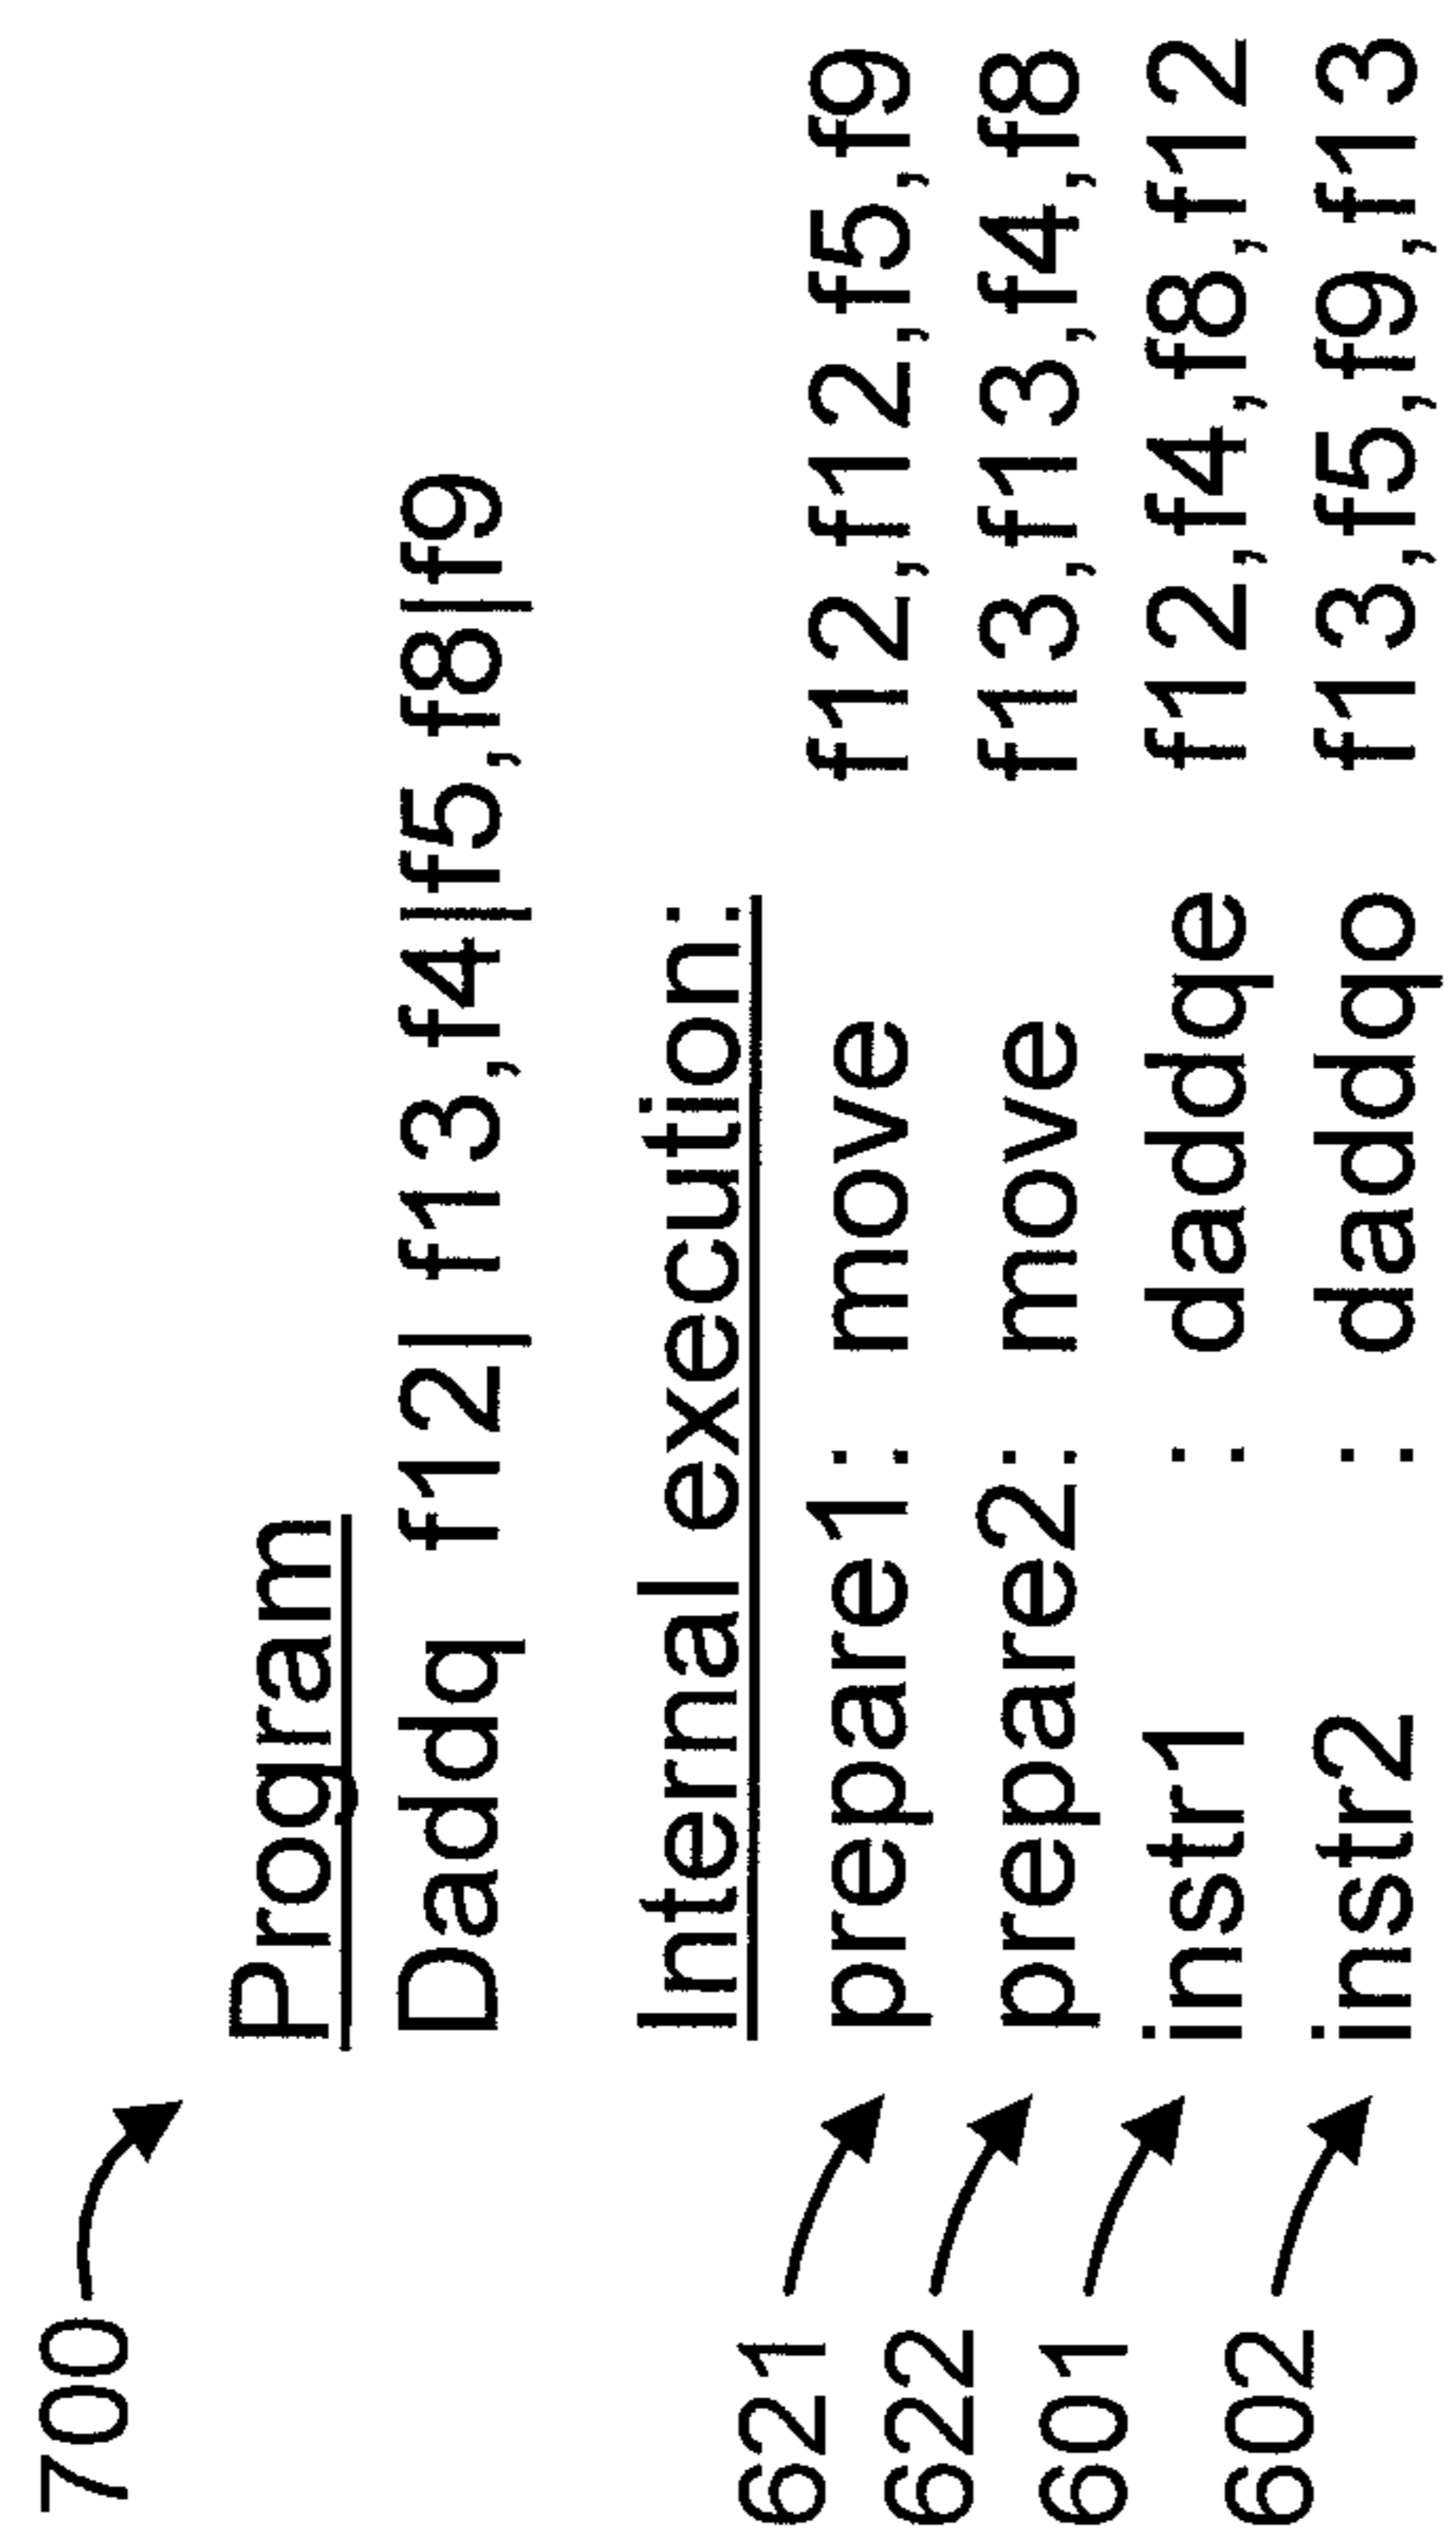 700
Program
Daddq f12| f13,f4|f5,f8|f9
Internal execution:
621 prepare1: move f12,f12,f5,f9
622 prepare2: move f13,f13,f4,f8
601 instr1 : daddqe f12,f4,f8,f12
602 instr2 : daddqo f13,f5,f9,f13